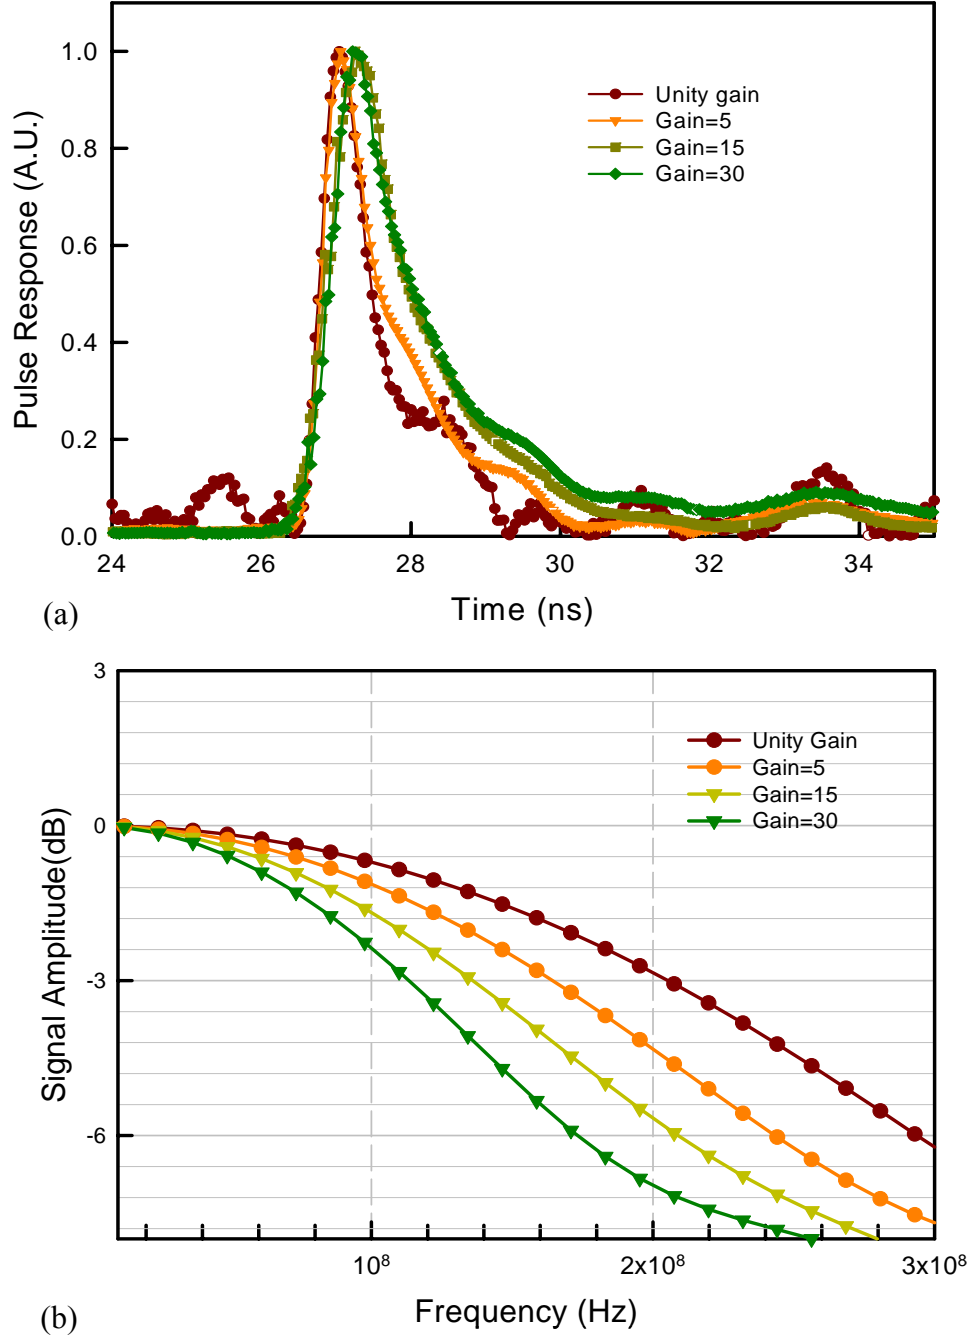 Pulse Response (A.U.)
1.0
0.8
0.6
0.4
0.2
0.0
Unity gain
Gain=5
Gain=15
Gain=30
24 26 28 30 32 34
Time (ns)
(a)
Signal Amplitude(dB)
3
0
-3
-6
Unity Gain
Gain=5
Gain=15
Gain=30
10⁸ 2x10⁸ 3x10⁸
Frequency (Hz)
(b)